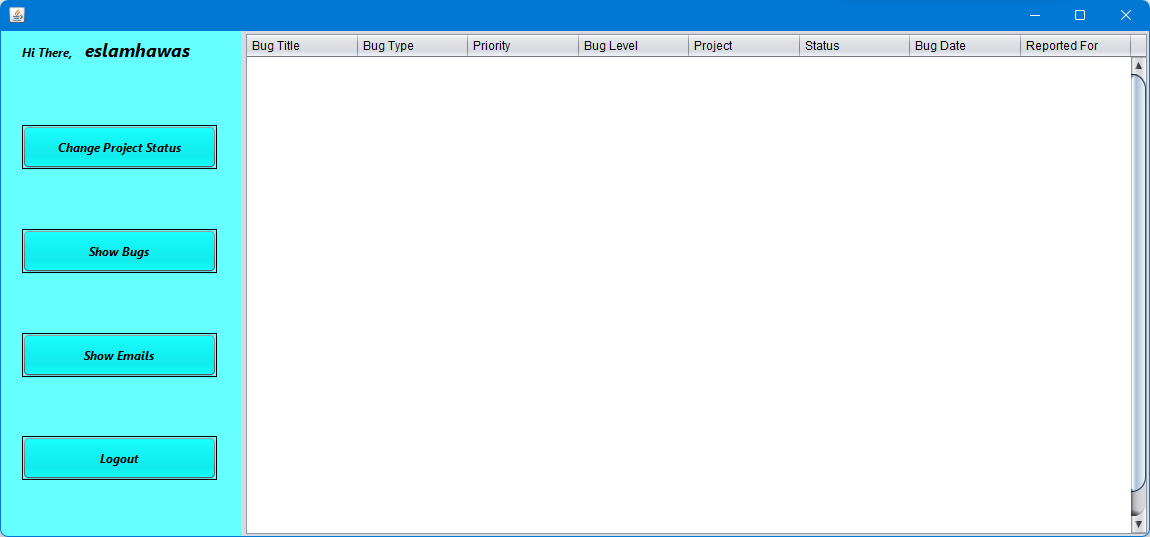 Hi There, eslamhawas
Change Project Status
Show Bugs
Show Emails
Logout
Bug Title Bug Type Priority Bug Level Project Status Bug Date Reported For